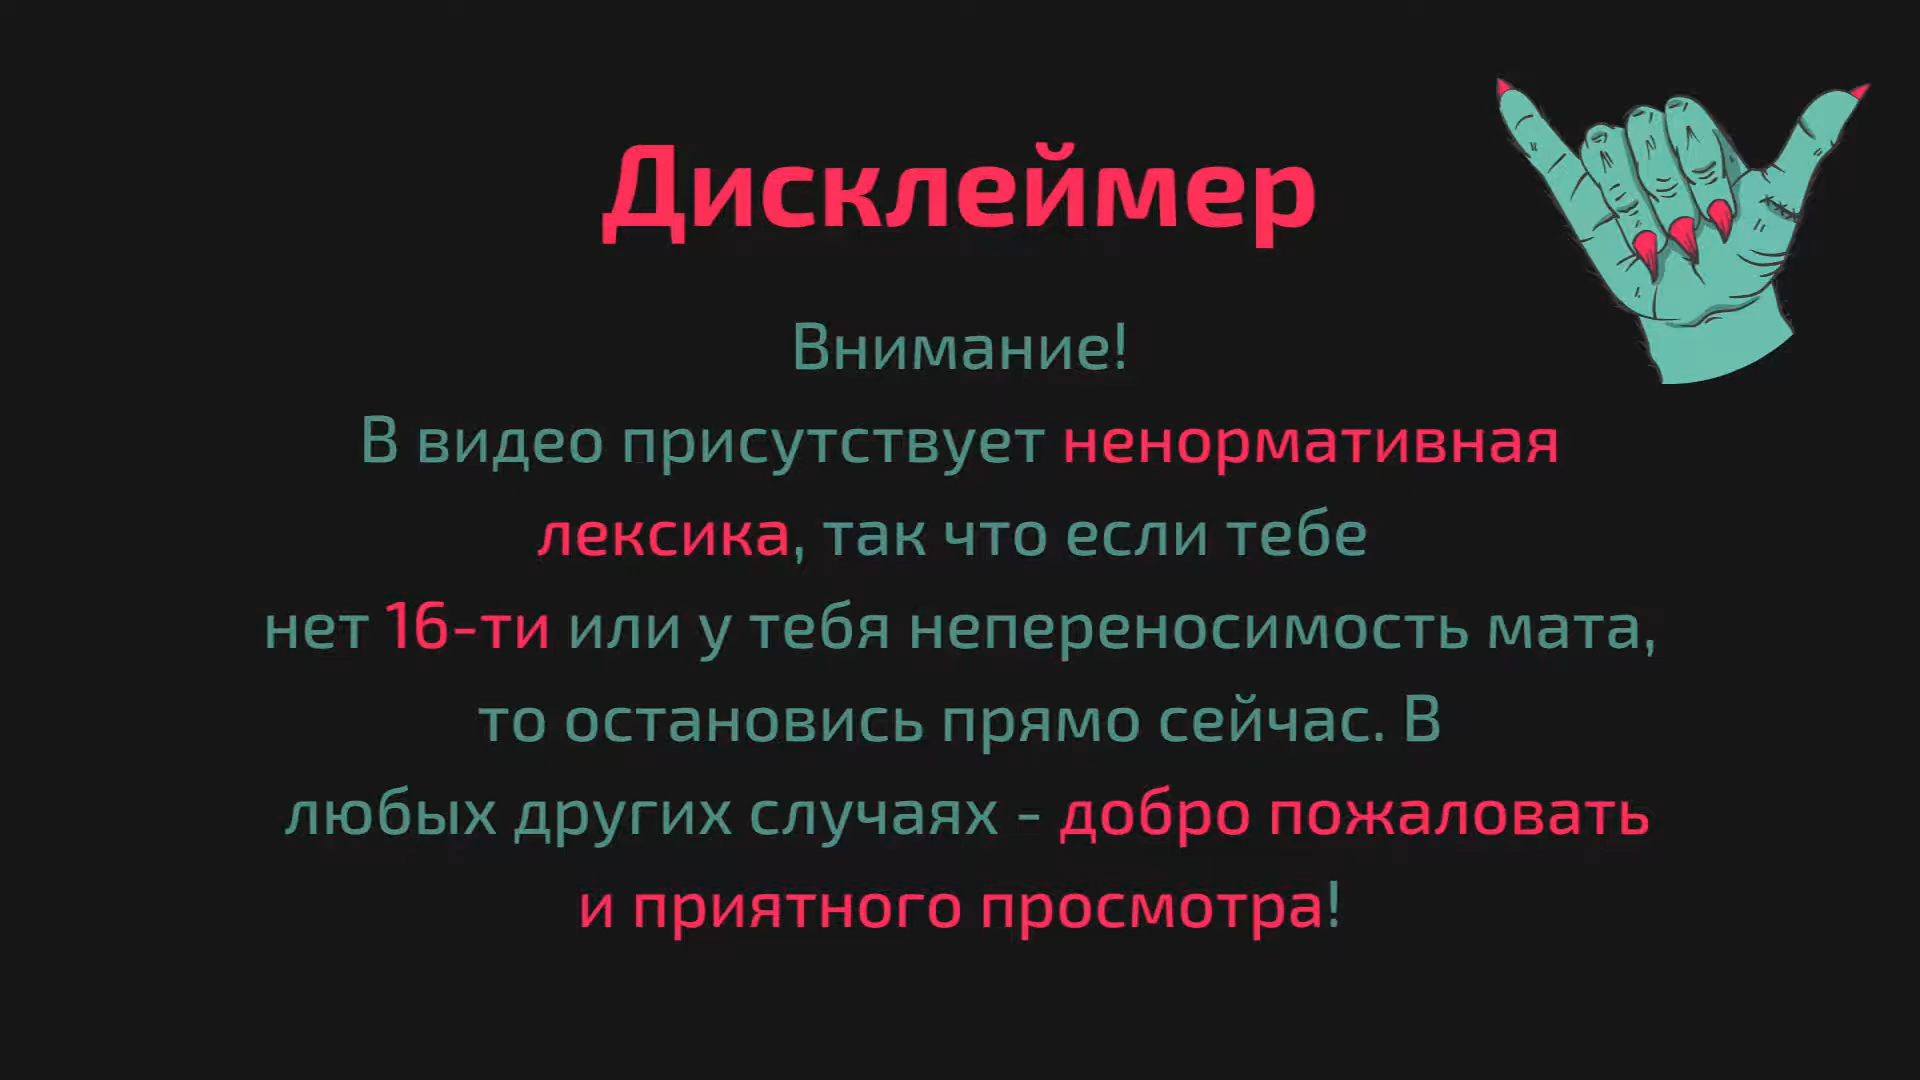 Дисклеймер
Внимание!
В видео присутствует ненормативная
лексика, так что если тебе
нет 16-ти или у тебя непереносимость мата,
то остановись прямо сейчас. В
любых других случаях - добро пожаловать
и приятного просмотра!